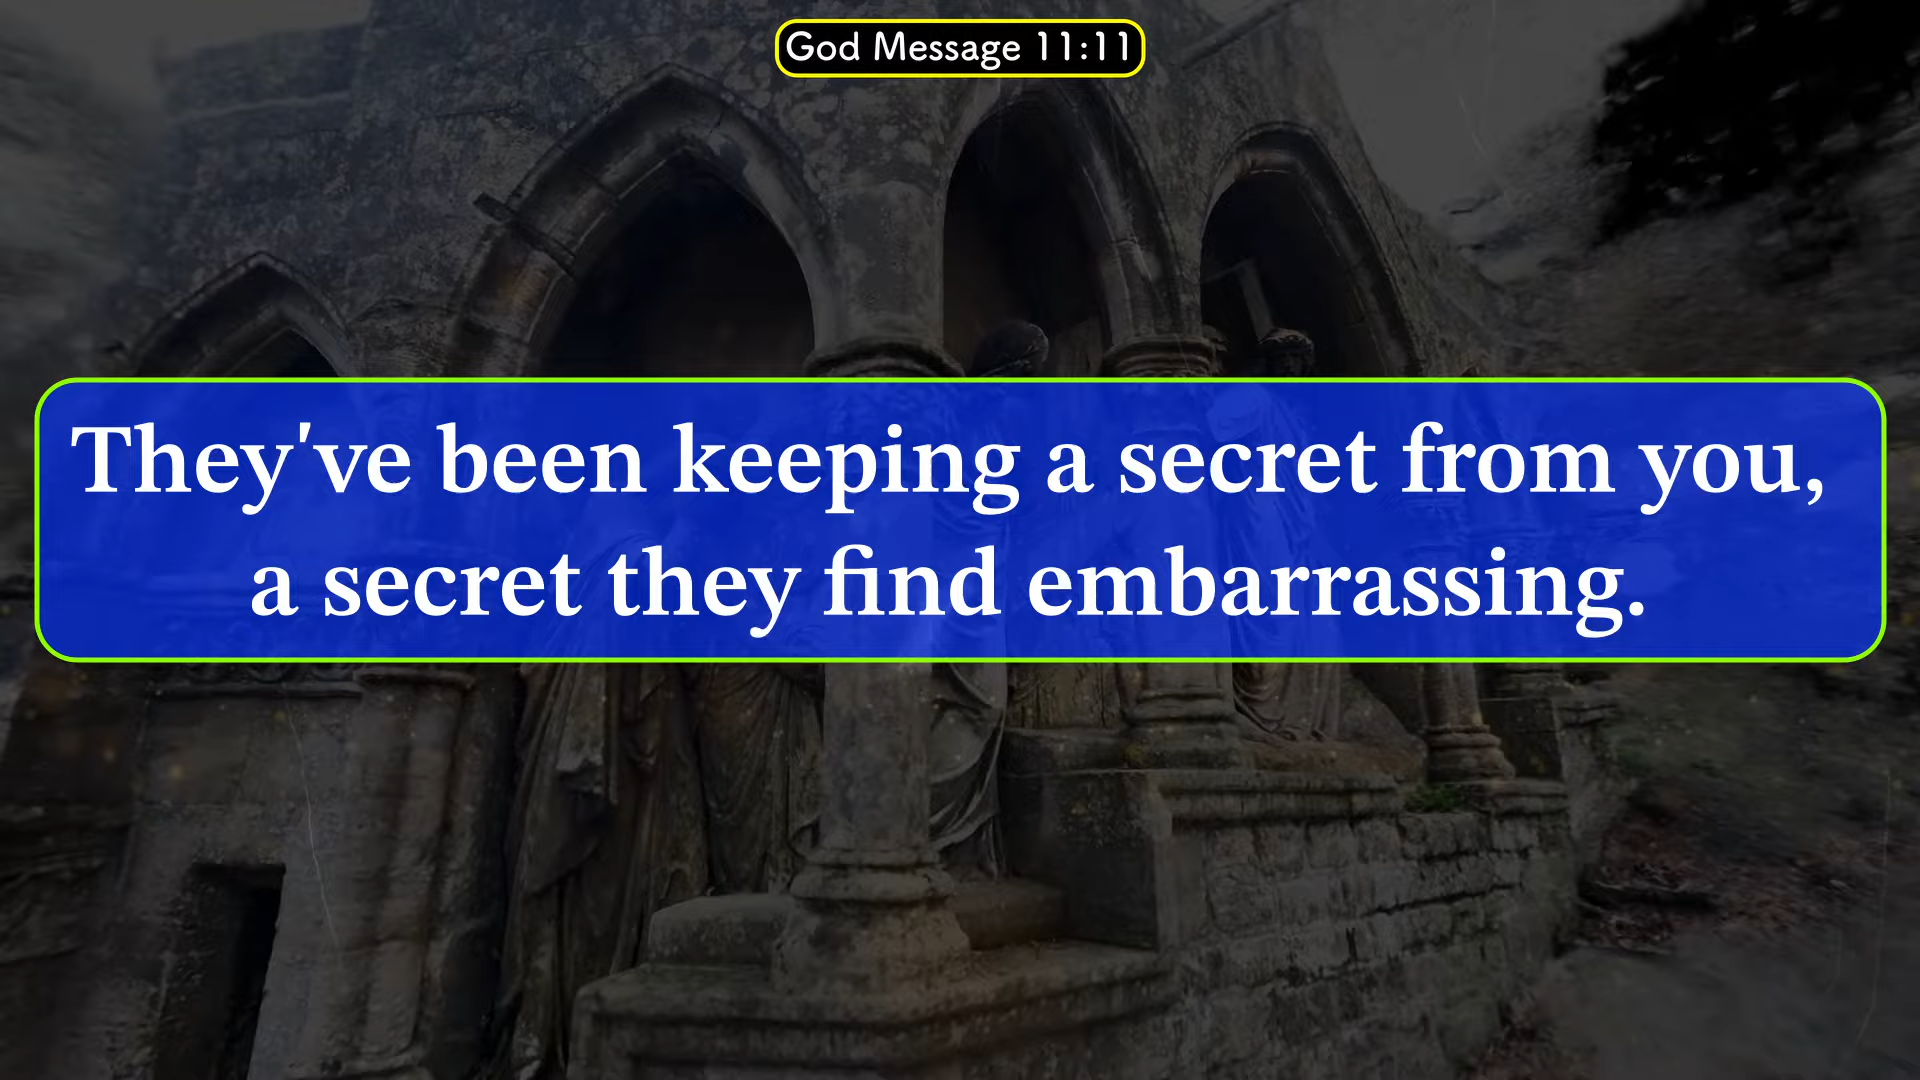 God Message 11:11
They've been keeping a secret from you,
a secret they find embarrassing.